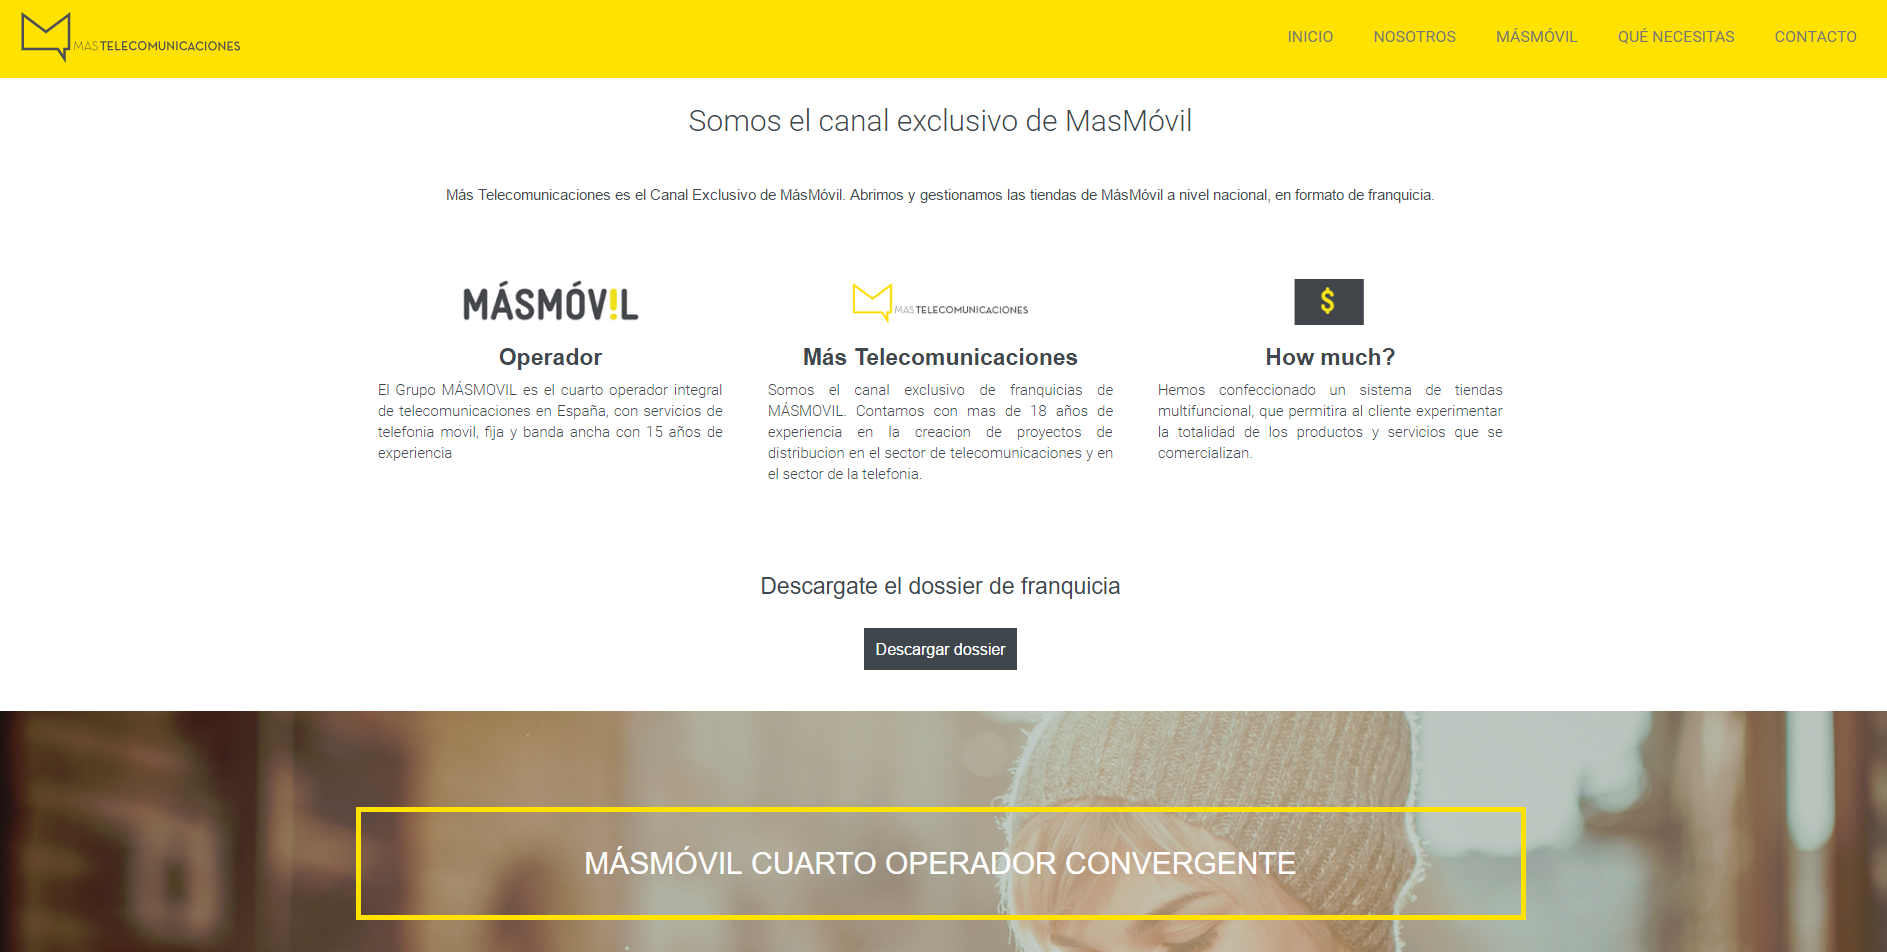 MAS TELECOMUNICACIONES
INICIO NOSOTROS MÁSMÓVIL QUÉ NECESITAS CONTACTO
Somos el canal exclusivo de MasMóvil
Más Telecomunicaciones es el Canal Exclusivo de MásMóvil. Abrimos y gestionamos las tiendas de MásMóvil a nivel nacional, en formato de franquicia.
MÁSMÓV!L
Operador
El Grupo MÁSMOVIL es el cuarto operador integral
de telecomunicaciones en España, con servicios de
telefonia movil, fija y banda ancha con 15 años de
experiencia
MAS TELECOMUNICACIONES
Más Telecomunicaciones
Somos el canal exclusivo de franquicias de
MÁSMOVIL. Contamos con mas de 18 años de
experiencia en la creacion de proyectos de
distribucion en el sector de telecomunicaciones y en
el sector de la telefonia.
$
How much?
Hemos confeccionado un sistema de tiendas
multifuncional, que permitira al cliente experimentar
la totalidad de los productos y servicios que se
comercializan.
Descargate el dossier de franquicia
Descargar dossier
MÁSMÓVIL CUARTO OPERADOR CONVERGENTE